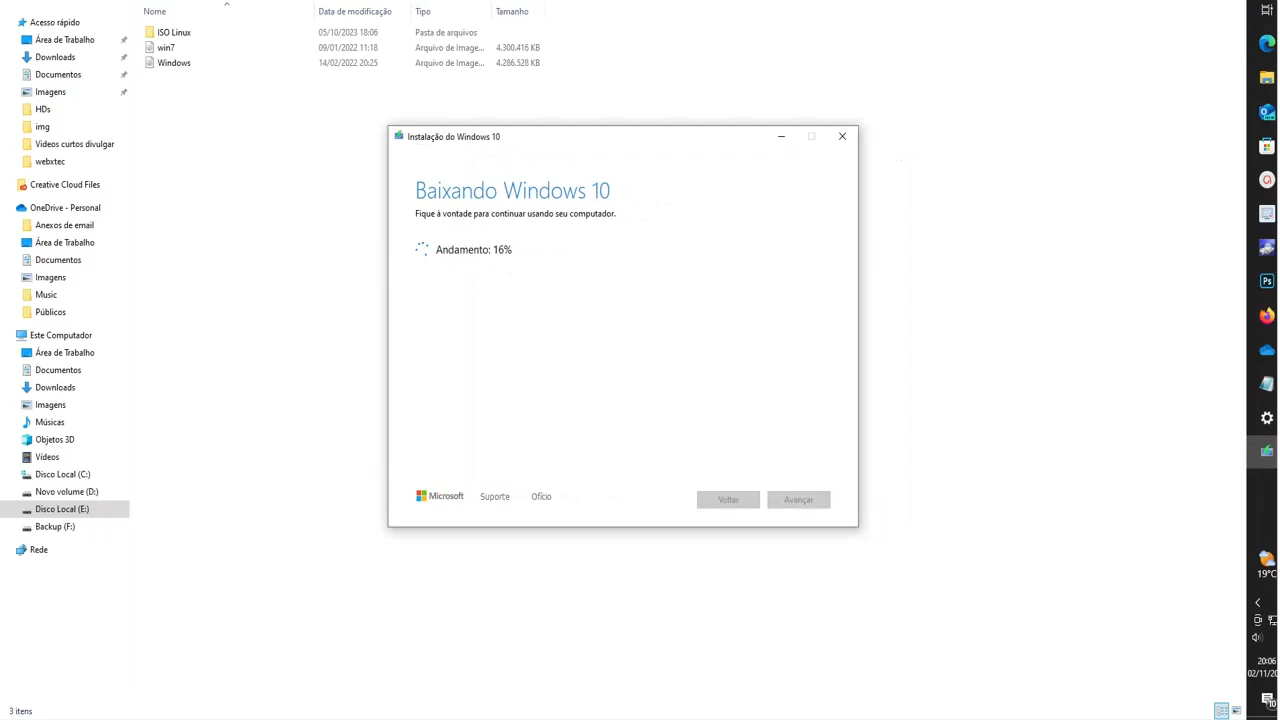 Nome Data de modificação Tipo Tamanho
ISO Linux 05/10/2023 18:06 Pasta de arquivos
win7 09/01/2022 11:18 Arquivo de Image... 4.300.416 KB
Windows 14/02/2022 20:25 Arquivo de Image... 4.286.528 KB
Acesso rápido
Área de Trabalho
Downloads
Documentos
Imagens
HDs
img
Videos curtos divulgar
webxtec
Creative Cloud Files
OneDrive - Personal
Anexos de email
Área de Trabalho
Documentos
Imagens
Music
Públicos
Este Computador
Área de Trabalho
Documentos
Downloads
Imagens
Músicas
Objetos 3D
Vídeos
Disco Local (C:)
Novo volume (D:)
Disco Local (E:)
Backup (F:)
Rede
3 itens
Instalação do Windows 10
Baixando Windows 10
Fique à vontade para continuar usando seu computador.
Andamento: 16%
Microsoft Suporte Ofício
Voltar Avançar
Ps
19°C
20:06
02/11/20
10